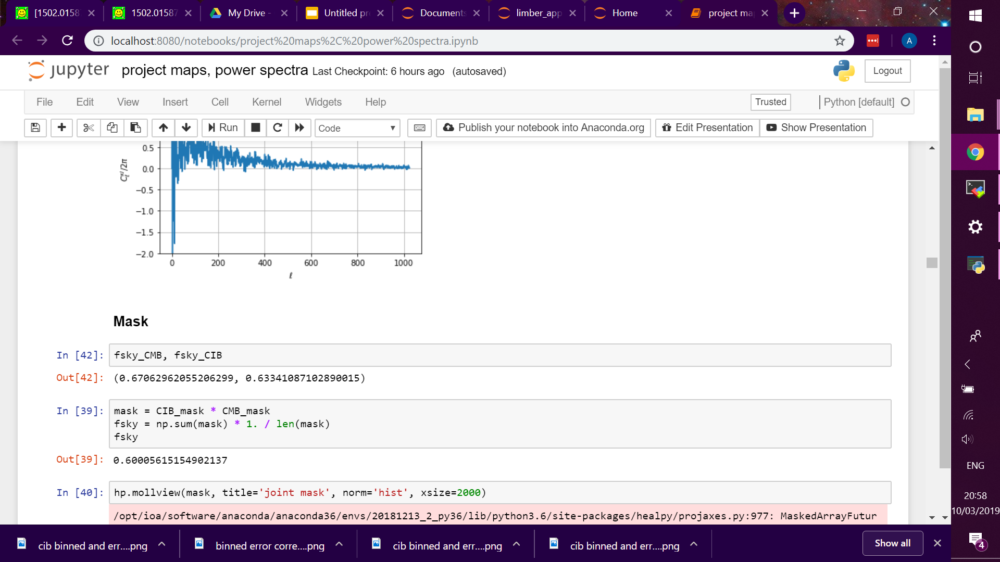 [1502.0158
1502.01587
My Drive -
Untitled pr
Documents
limber_app
Home
project ma
localhost:8080/notebooks/project%20maps%2C%20power%20spectra.ipynb
A
jupyter project maps, power spectra Last Checkpoint: 6 hours ago (autosaved)
Logout
File Edit View Insert Cell Kernel Widgets Help
Trusted
Python [default]
Run
Code
Publish your notebook into Anaconda.org
Edit Presentation
Show Presentation
0.5
0.0
−0.5
−1.0
−1.5
−2.0
0 200 400 600 800 1000
ℓ
Mask
In [42]: fsky_CMB, fsky_CIB
Out[42]: (0.67062962055206299, 0.63341087102890015)
In [39]: mask = CIB_mask * CMB_mask
fsky = np.sum(mask) * 1. / len(mask)
fsky
Out[39]: 0.60005615154902137
In [40]: hp.mollview(mask, title='joint mask', norm='hist', xsize=2000)
/opt/ioa/software/anaconda/anaconda36/envs/20181213_2_py36/lib/python3.6/site-packages/healpy/projaxes.py:977: MaskedArrayFutur
cib binned and err....png
binned error corre....png
cib binned and err....png
cib binned and err....png
Show all
ENG
20:58
10/03/2019
4